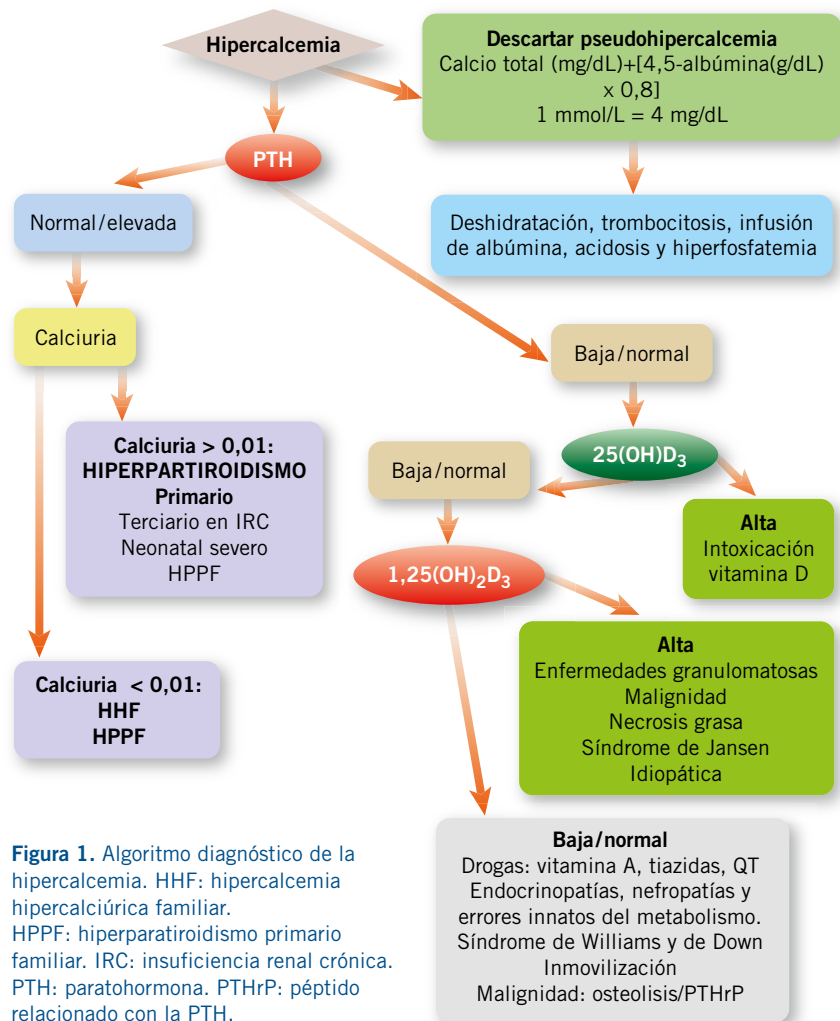 Hipercalcemia
Descartar pseudohipercalcemia
Calcio total (mg/dL)+[4,5-albúmina(g/dL)
x 0,8]
1 mmol/L = 4 mg/dL
PTH
Normal/elevada
Deshidratación, trombocitosis, infusión
de albúmina, acidosis y hiperfosfatemia
Calciuria
Baja/normal
Calciuria > 0,01:
HIPERPARTIROIDISMO
Primario
Terciario en IRC
Neonatal severo
HPPF
25(OH)D₃
Baja/normal
Alta
Intoxicación
vitamina D
1,25(OH)₂D₃
Alta
Enfermedades granulomatosas
Malignidad
Necrosis grasa
Síndrome de Jansen
Idiopática
Calciuria < 0,01:
HHF
HPPF
Baja/normal
Drogas: vitamina A, tiazidas, QT
Endocrinopatías, nefropatías y
errores innatos del metabolismo.
Síndrome de Williams y de Down
Inmovilización
Malignidad: osteolisis/PTHrP
Figura 1. Algoritmo diagnóstico de la
hipercalcemia. HHF: hipercalcemia
hipercalciúrica familiar.
HPPF: hiperparatiroidismo primario
familiar. IRC: insuficiencia renal crónica.
PTH: paratohormona. PTHrP: péptido
relacionado con la PTH.